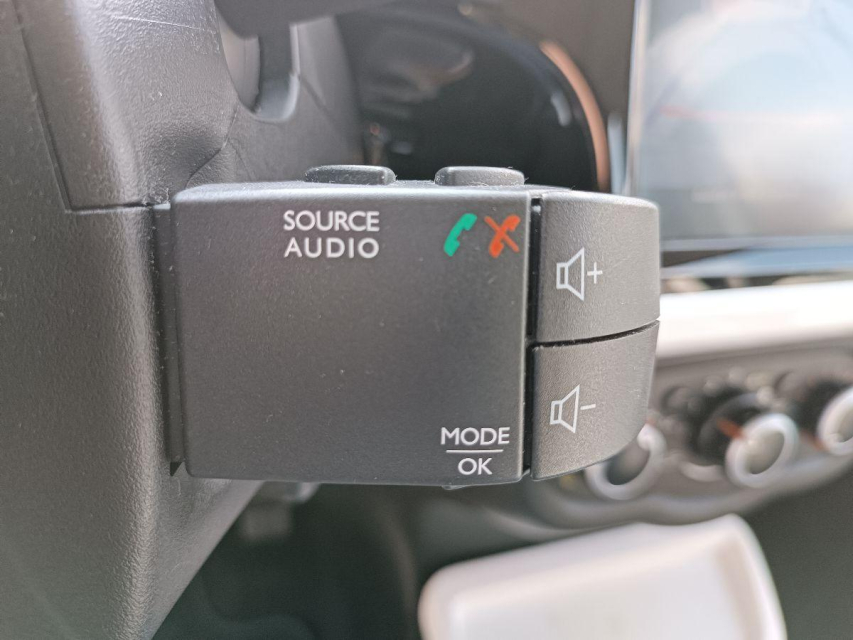 SOURCE
AUDIO
+
-
MODE
OK